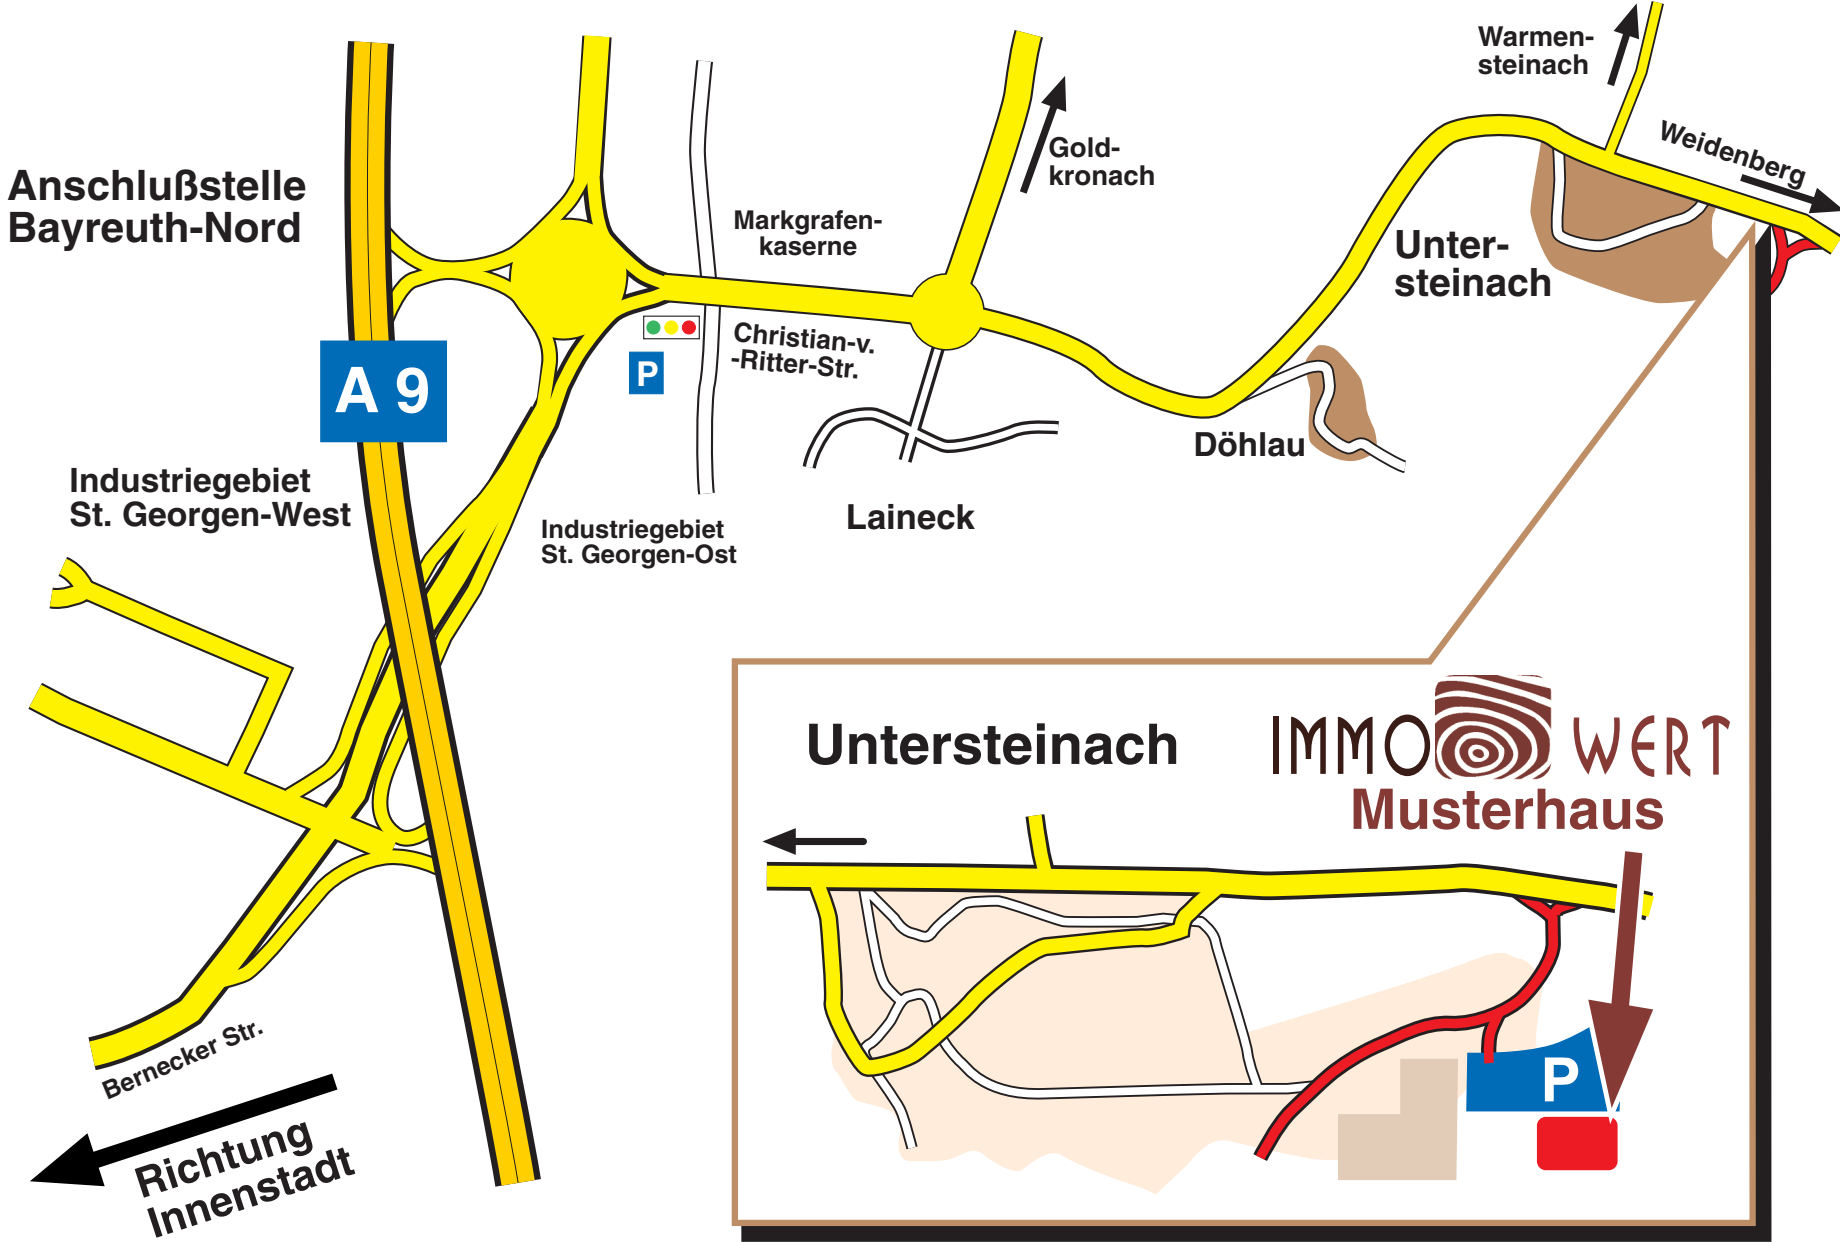 Warmen-
steinach
Weidenberg
Gold-
kronach
Anschlußstelle
Bayreuth-Nord
Markgrafen-
kaserne
Unter-
steinach
Christian-v.
-Ritter-Str.
P
A 9
Döhlau
Industriegebiet
St. Georgen-West
Laineck
Industriegebiet
St. Georgen-Ost
Untersteinach
IMMO WERT
Musterhaus
P
Bernecker Str.
Richtung
Innenstadt